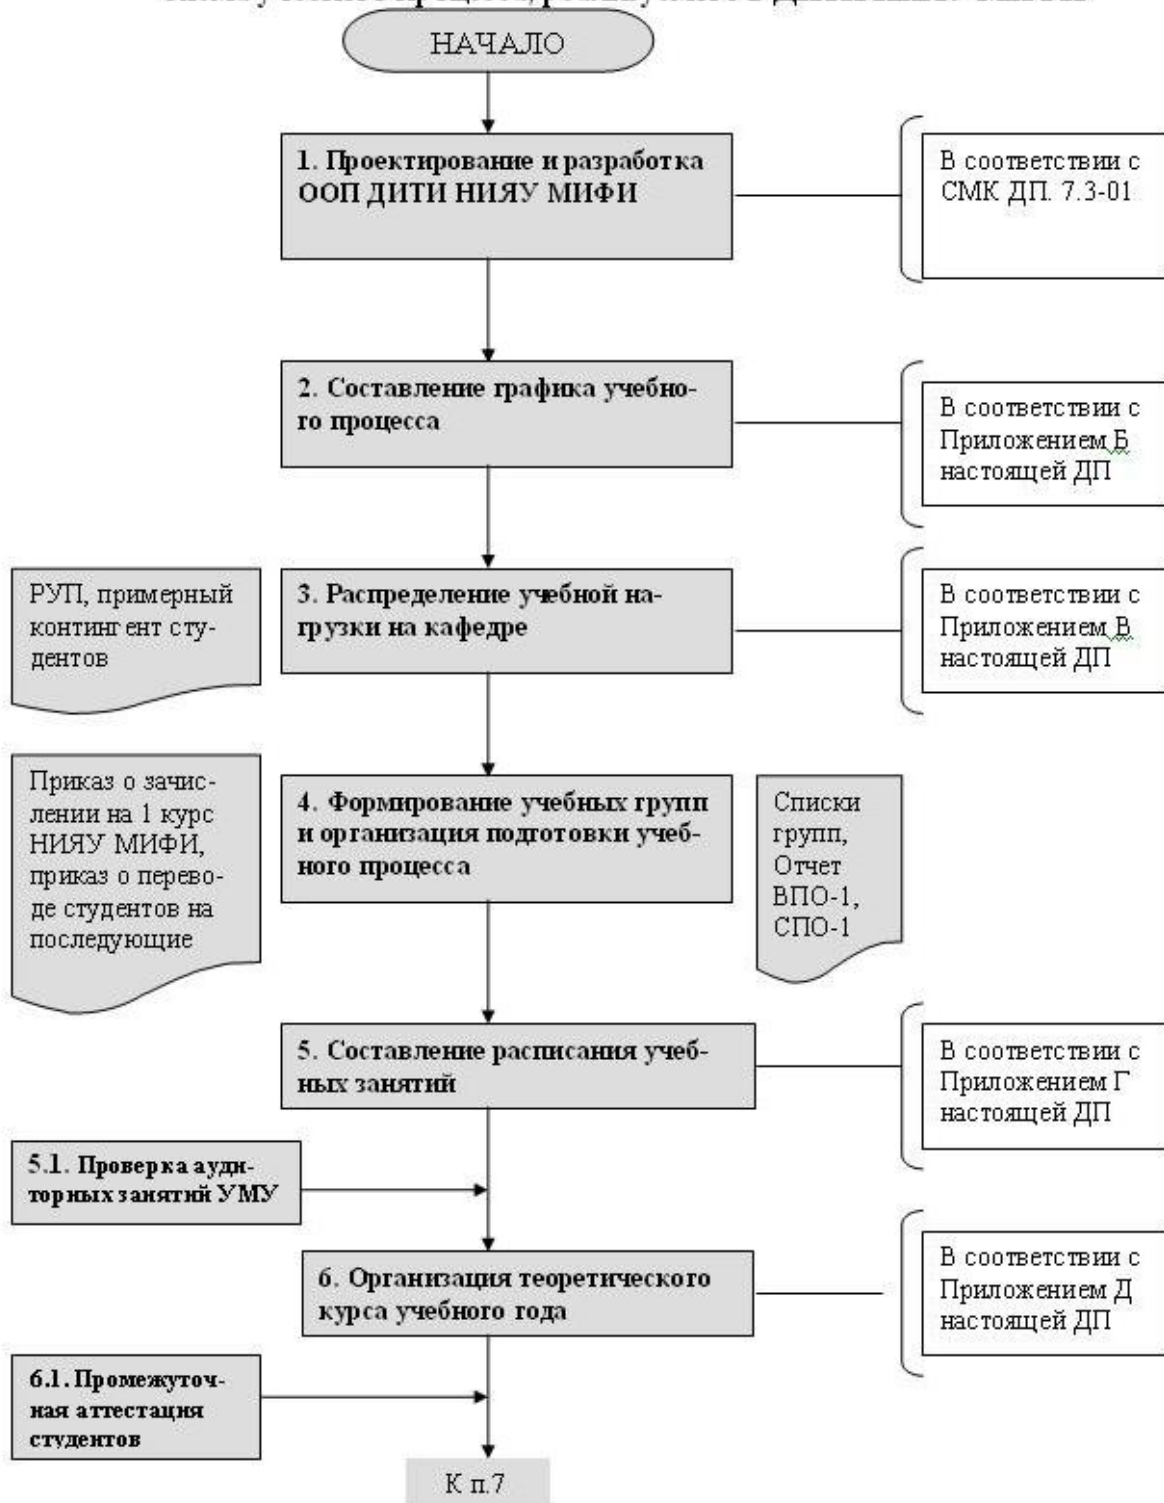 НАЧАЛО
1. Проектирование и разработка
ООП ДИТИ НИЯУ МИФИ
В соответствии с
СМК ДП. 7.3-01
2. Составление графика учебно-
го процесса
В соответствии с
Приложением Б
настоящей ДП
РУП, примерный
контингент сту-
дентов
3. Распределение учебной на-
грузки на кафедре
В соответствии с
Приложением В
настоящей ДП
Приказ о зачис-
лении на 1 курс
НИЯУ МИФИ,
приказ о перево-
де студентов на
последующие
4. Формирование учебных групп
и организация подготовки учеб-
ного процесса
Списки
групп,
Отчет
ВПО-1,
СПО-1
5. Составление расписания учеб-
ных занятий
В соответствии с
Приложением Г
настоящей ДП
5.1. Проверка ауди-
торных занятий УМУ
6. Организация теоретического
курса учебного года
В соответствии с
Приложением Д
настоящей ДП
6.1. Промежуточ-
ная аттестация
студентов
К п.7